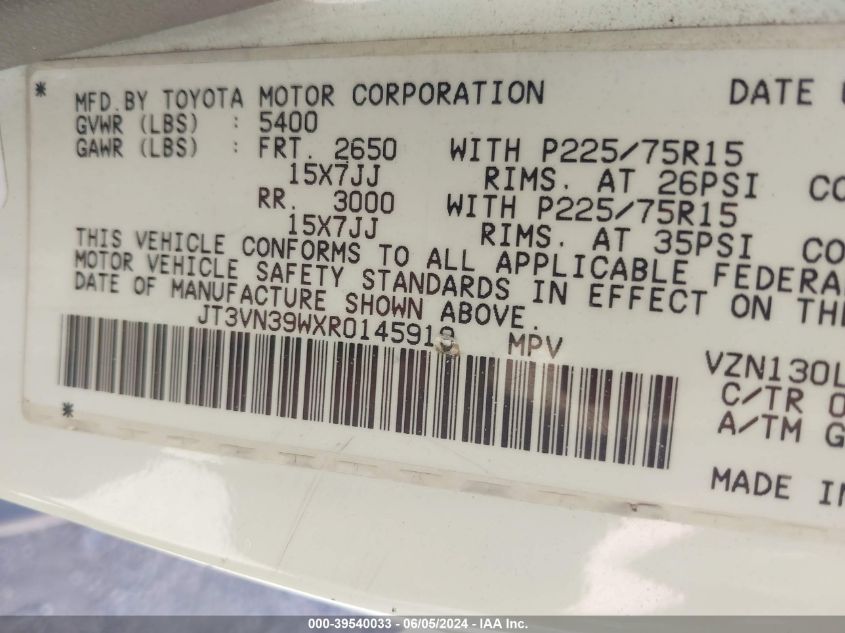 * MFD.BY TOYOTA MOTOR CORPORATION DATE
GVWR (LBS) : 5400
GAWR (LBS) : FRT. 2650 WITH P225/75R15
15X7JJ RIMS. AT 26PSI CO
RR. 3000 WITH P225/75R15
15X7JJ RIMS. AT 35PSI CO
THIS VEHICLE CONFORMS TO ALL APPLICABLE FEDERA
MOTOR VEHICLE SAFETY STANDARDS IN EFFECT ON TH
DATE OF MANUFACTURE SHOWN ABOVE.
JT3VN39WXR0145919 MPV
VZN130L
C/TR 0
* A/TM G
MADE IN
000-39540033 - 06/05/2024 - IAA Inc.